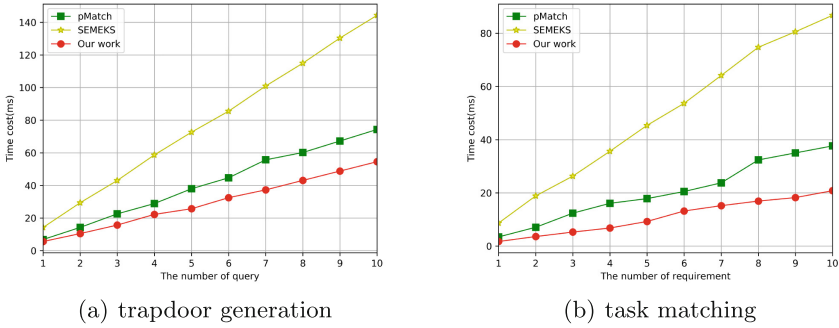 140
120
100
80
60
40
20
0
Time cost(ms)
pMatch
SEMEKS
Our work
1 2 3 4 5 6 7 8 9 10
The number of query
(a) trapdoor generation
80
60
40
20
0
Time cost(ms)
pMatch
SEMEKS
Our work
1 2 3 4 5 6 7 8 9 10
The number of requirement
(b) task matching